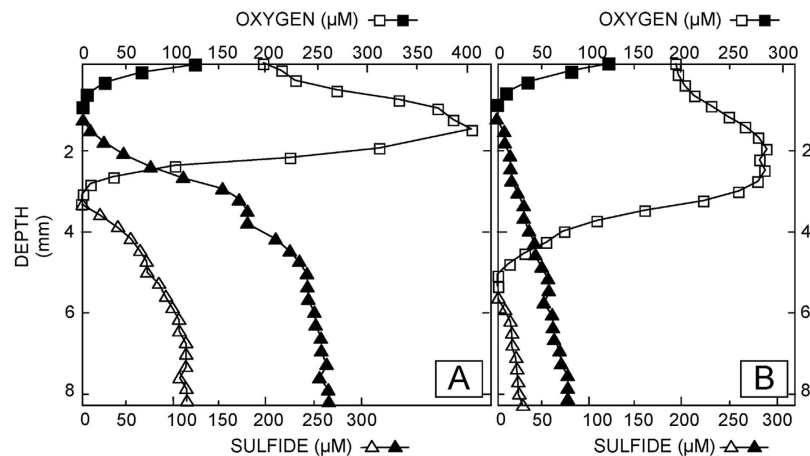 OXYGEN (µM) OXYGEN (µM)
0 50 100 150 200 250 300 350 400 0 50 100 150 200 250 300
2 2
DEPTH
(mm)
4 4
6 6
8 A B 8
0 50 100 150 200 250 300 0 50 100 150 200 250 300
SULFIDE (µM) SULFIDE (µM)